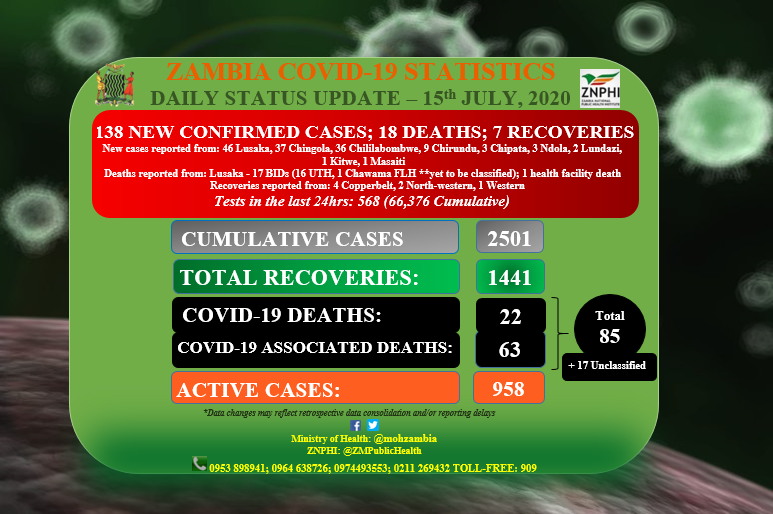 ZAMBIA COVID-19 STATISTICS
DAILY STATUS UPDATE – 15th JULY, 2020
ZNPHI
ZAMBIA NATIONAL
PUBLIC HEALTH INSTITUTE
138 NEW CONFIRMED CASES; 18 DEATHS; 7 RECOVERIES
New cases reported from: 46 Lusaka, 37 Chingola, 36 Chililabombwe, 9 Chirundu, 3 Chipata, 3 Ndola, 2 Lundazi,
1 Kitwe, 1 Masaiti
Deaths reported from: Lusaka - 17 BIDs (16 UTH, 1 Chawama FLH **yet to be classified); 1 health facility death
Recoveries reported from: 4 Copperbelt, 2 North-western, 1 Western
Tests in the last 24hrs: 568 (66,376 Cumulative)
CUMULATIVE CASES 2501
TOTAL RECOVERIES: 1441
COVID-19 DEATHS: 22
COVID-19 ASSOCIATED DEATHS: 63
Total
85
+ 17 Unclassified
ACTIVE CASES: 958
*Data changes may reflect retrospective data consolidation and/or reporting delays
Ministry of Health: @mohzambia
ZNPHI: @ZMPublicHealth
0953 898941; 0964 638726; 0974493553; 0211 269432 TOLL-FREE: 909